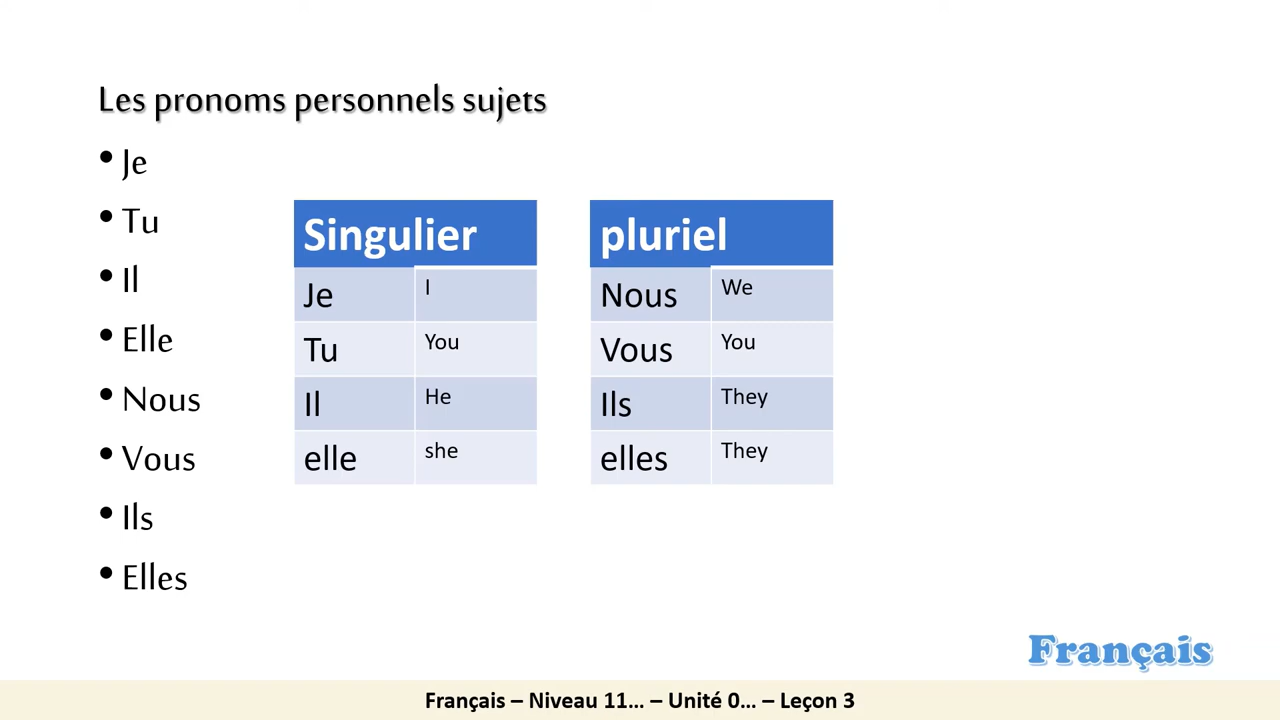 Les pronoms personnels sujets
• Je
• Tu
• Il
• Elle
• Nous
• Vous
• Ils
• Elles
Singulier
Je I
Tu You
Il He
elle she
pluriel
Nous We
Vous You
Ils They
elles They
Français
Français – Niveau 11... – Unité 0... – Leçon 3